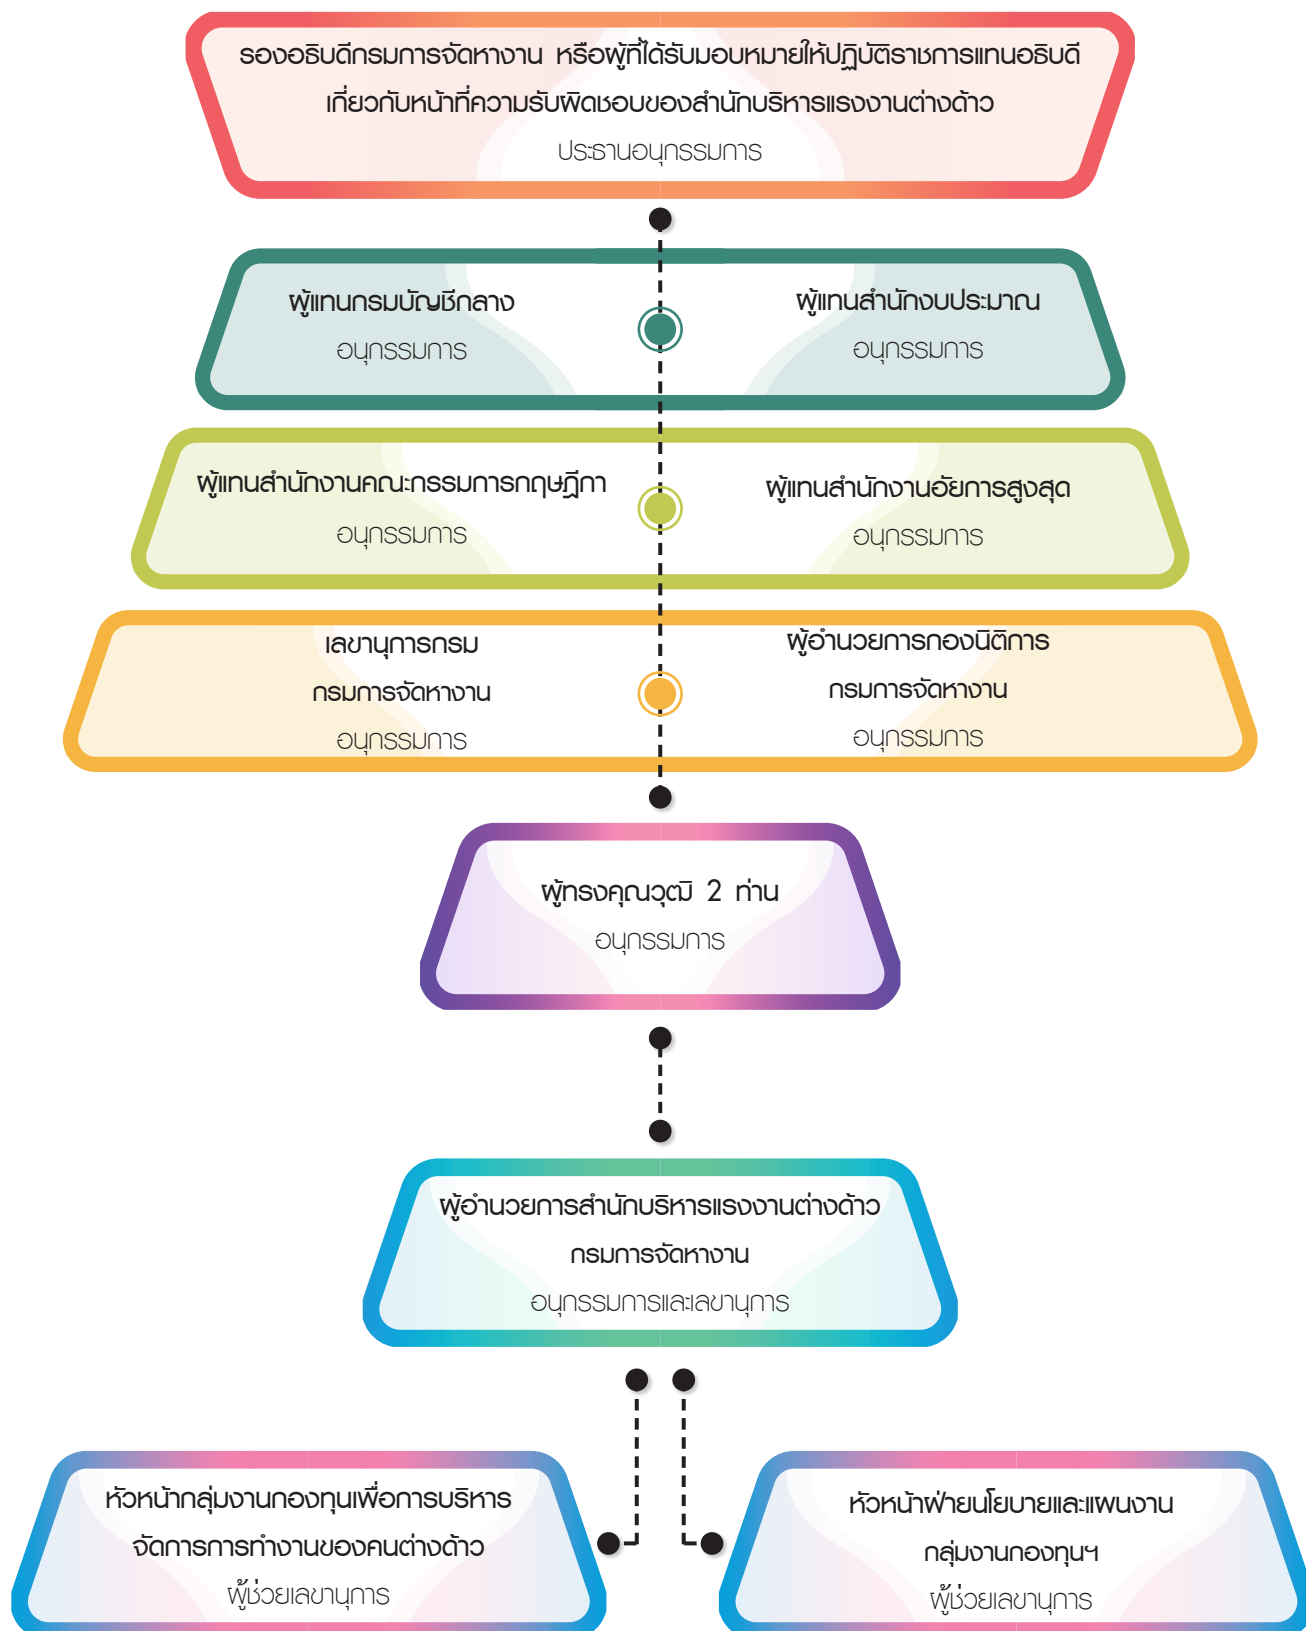 รองอธิบดีกรมการจัดหางาน หรือผู้ที่ได้รับมอบหมายให้ปฏิบัติราชการแทนอธิบดี
เกี่ยวกับหน้าที่ความรับผิดชอบของสำนักบริหารแรงงานต่างด้าว
ประธานอนุกรรมการ
ผู้แทนกรมบัญชีกลาง
อนุกรรมการ
ผู้แทนสำนักงบประมาณ
อนุกรรมการ
ผู้แทนสำนักงานคณะกรรมการกฤษฎีกา
อนุกรรมการ
ผู้แทนสำนักงานอัยการสูงสุด
อนุกรรมการ
เลขานุการกรม
กรมการจัดหางาน
อนุกรรมการ
ผู้อำนวยการกองนิติการ
กรมการจัดหางาน
อนุกรรมการ
ผู้ทรงคุณวุฒิ 2 ท่าน
อนุกรรมการ
ผู้อำนวยการสำนักบริหารแรงงานต่างด้าว
กรมการจัดหางาน
อนุกรรมการและเลขานุการ
หัวหน้ากลุ่มงานกองทุนเพื่อการบริหาร
จัดการการทำงานของคนต่างด้าว
ผู้ช่วยเลขานุการ
หัวหน้าฝ่ายนโยบายและแผนงาน
กลุ่มงานกองทุนฯ
ผู้ช่วยเลขานุการ